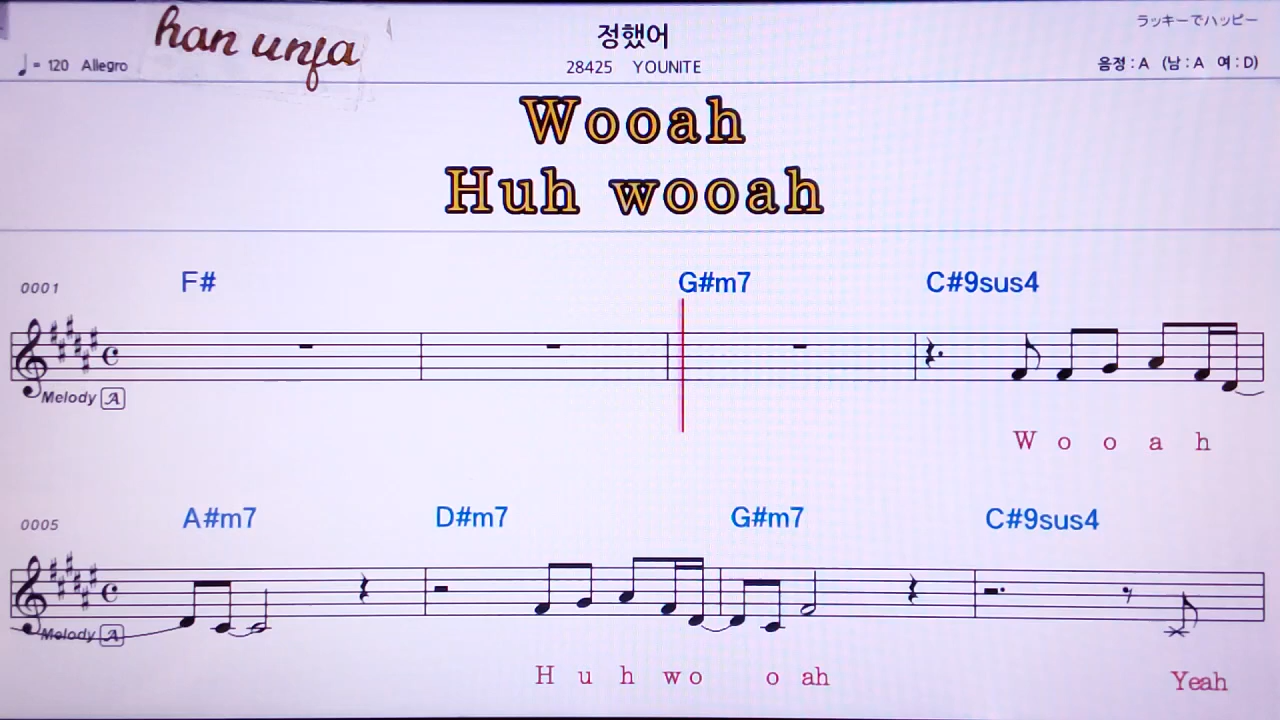 han unja
정했어
ラッキーでハッピー
♩= 120 Allegro
28425 YOUNITE
음정 : A (남 : A 여 : D)
Wooah
Huh wooah
0001 F# G#m7 C#9sus4
Melody A
W o o a h
0005 A#m7 D#m7 G#m7 C#9sus4
Melody A
H u h w o o ah Yeah